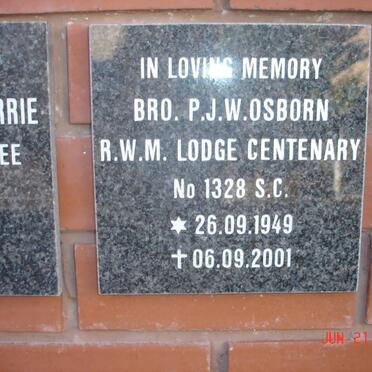 RRIE
EE
IN LOVING MEMORY
BRO. P.J.W.OSBORN
R.W.M. LODGE CENTENARY
No 1328 S.C.
✶ 26.09.1949
✝ 06.09.2001
JUN 21